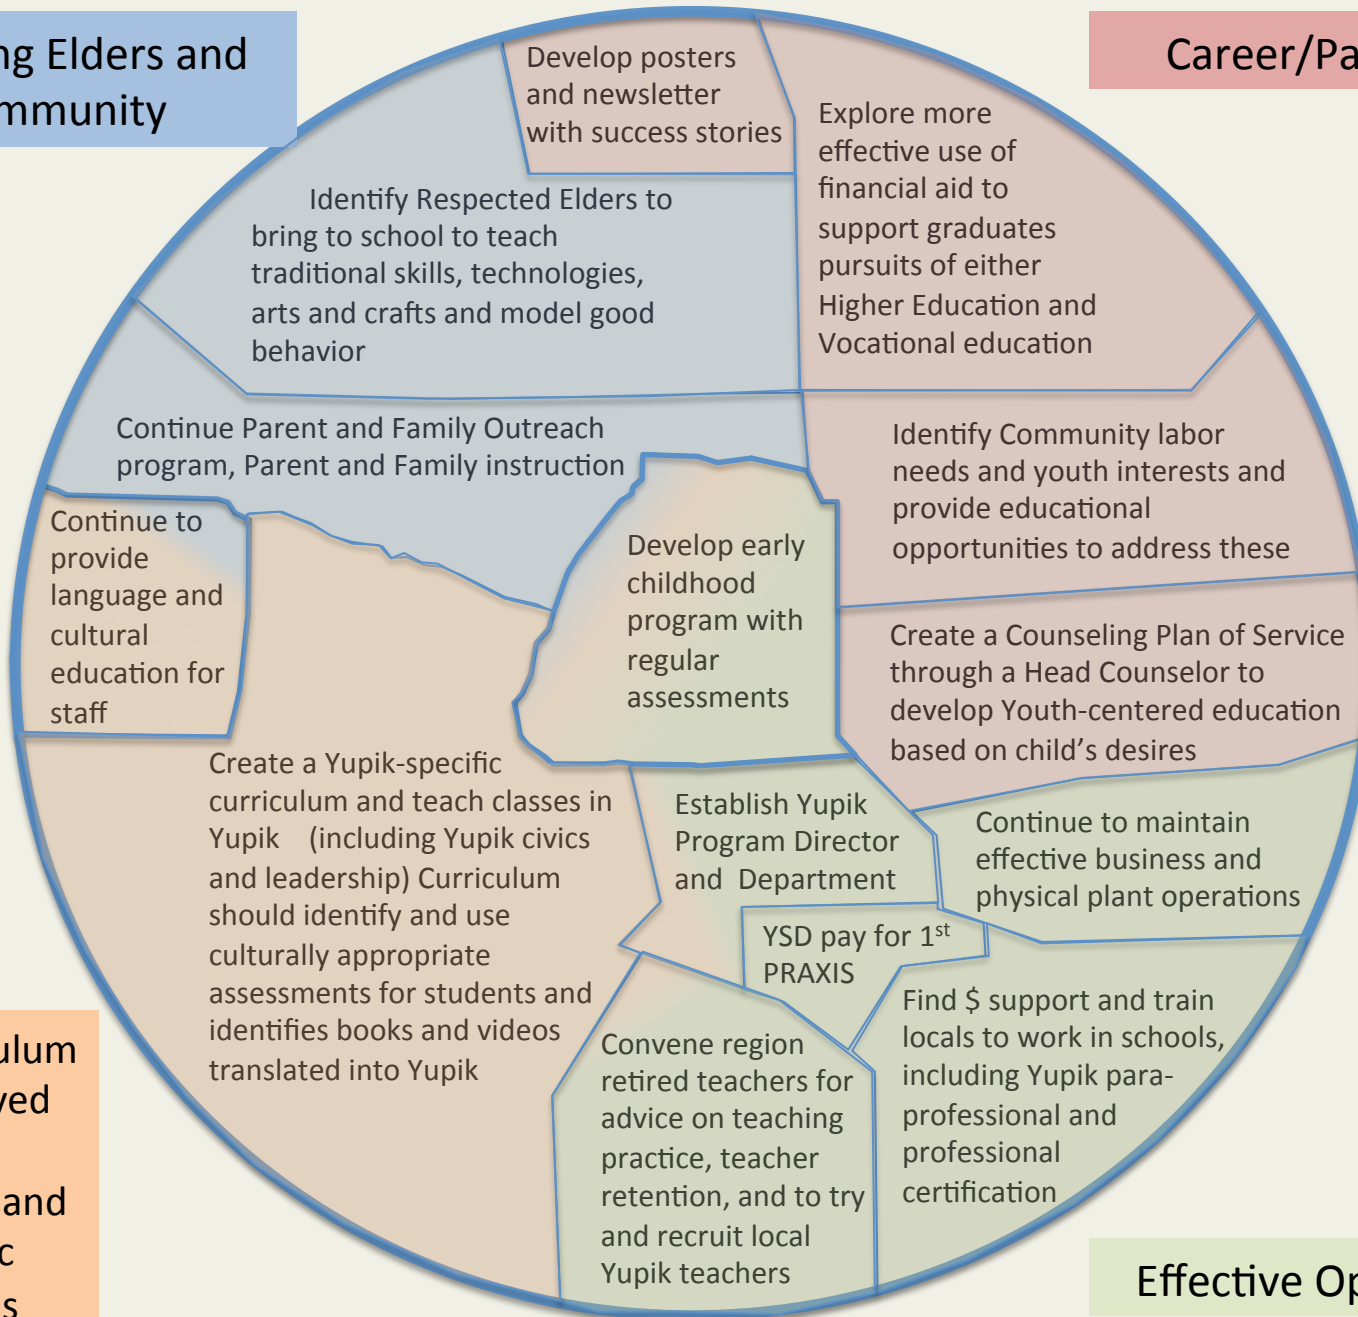 Elders and
Develop posters
and newsletter
with success stories
Career/Pa
Explore more
effective use of
financial aid to
support graduates
pursuits of either
Higher Education and
Vocational education
Identify Respected Elders to
bring to school to teach
traditional skills, technologies,
arts and crafts and model good
behavior
Continue Parent and Family Outreach
program, Parent and Family instruction
Identify Community labor
needs and youth interests and
provide educational
opportunities to address these
Continue to
provide
language and
cultural
education for
staff
Develop early
childhood
program with
regular
assessments
Create a Counseling Plan of Service
through a Head Counselor to
develop Youth-centered education
based on child’s desires
Create a Yupik-specific
curriculum and teach classes in
Yupik (including Yupik civics
and leadership) Curriculum
should identify and use
culturally appropriate
assessments for students and
identifies books and videos
translated into Yupik
Establish Yupik
Program Director
and Department
Continue to maintain
effective business and
physical plant operations
YSD pay for 1st
PRAXIS
Find $ support and train
locals to work in schools,
including Yupik para-
professional and
professional
certification
Convene region
retired teachers for
advice on teaching
practice, teacher
retention, and to try
and recruit local
Yupik teachers
and
Effective Op